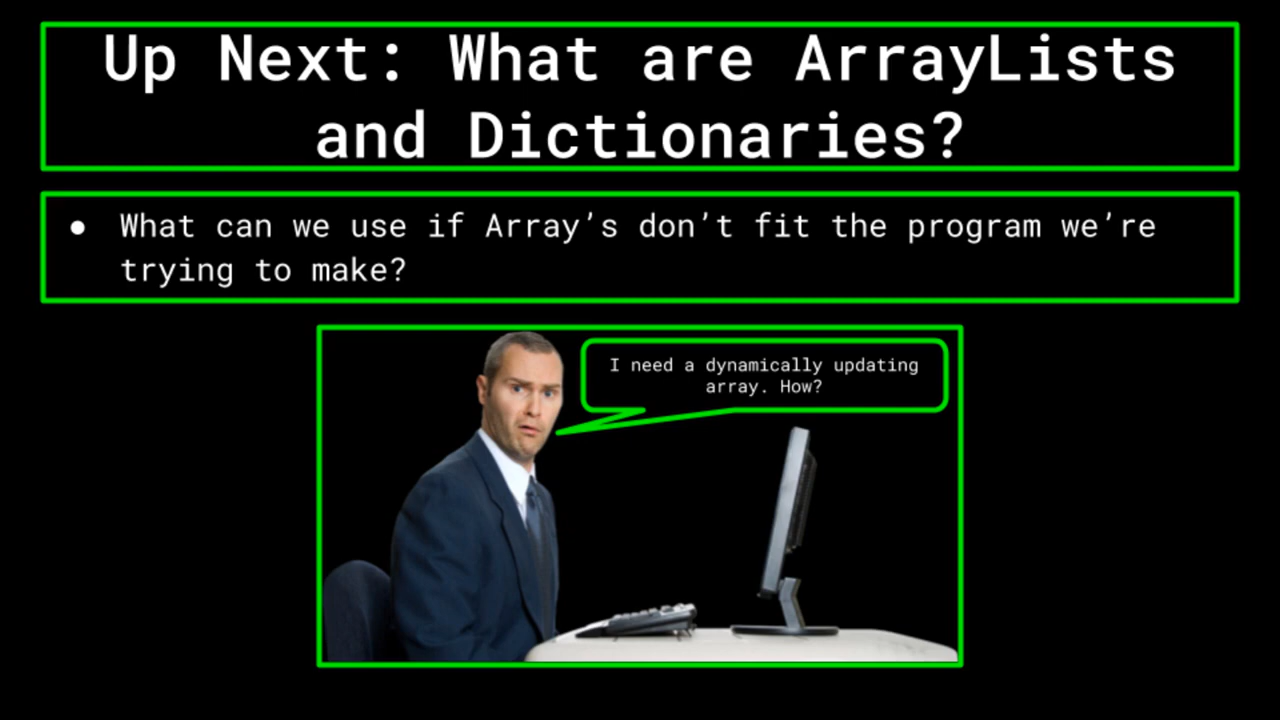 Up Next: What are ArrayLists
and Dictionaries?
● What can we use if Array’s don’t fit the program we’re
trying to make?
I need a dynamically updating
array. How?